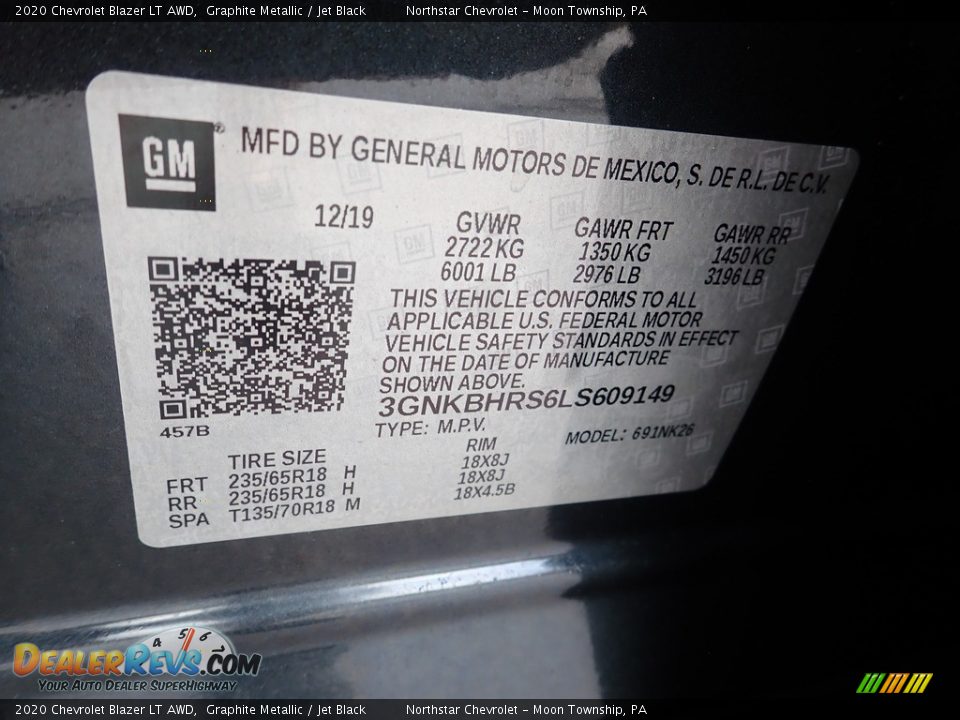 2020 Chevrolet Blazer LT AWD, Graphite Metallic / Jet Black Northstar Chevrolet - Moon Township, PA
GM® MFD BY GENERAL MOTORS DE MEXICO, S. DE R.L. DE C.V.
12/19 GVWR GAWR FRT GAWR RR
2722 KG 1350 KG 1450 KG
6001 LB 2976 LB 3196 LB
THIS VEHICLE CONFORMS TO ALL
APPLICABLE U.S. FEDERAL MOTOR
VEHICLE SAFETY STANDARDS IN EFFECT
ON THE DATE OF MANUFACTURE
SHOWN ABOVE.
3GNKBHRS6LS609149
457B
TYPE: M.P.V. MODEL: 691NK26
TIRE SIZE RIM
FRT 235/65R18 H 18X8J
RR 235/65R18 H 18X8J
SPA T135/70R18 M 18X4.5B
4 5 6 7
DealerRevs.com
Your Auto Dealer SuperHighway
2020 Chevrolet Blazer LT AWD, Graphite Metallic / Jet Black Northstar Chevrolet - Moon Township, PA